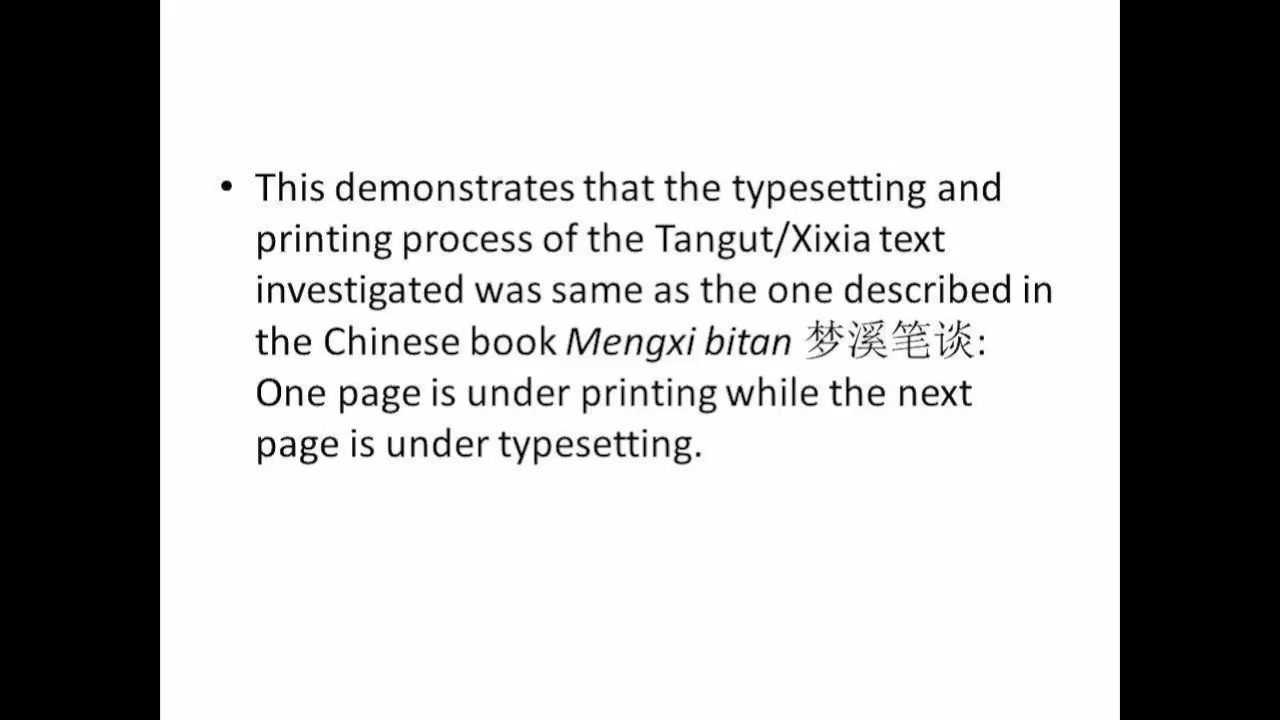 • This demonstrates that the typesetting and
printing process of the Tangut/Xixia text
investigated was same as the one described in
the Chinese book Mengxi bitan 梦溪笔谈:
One page is under printing while the next
page is under typesetting.